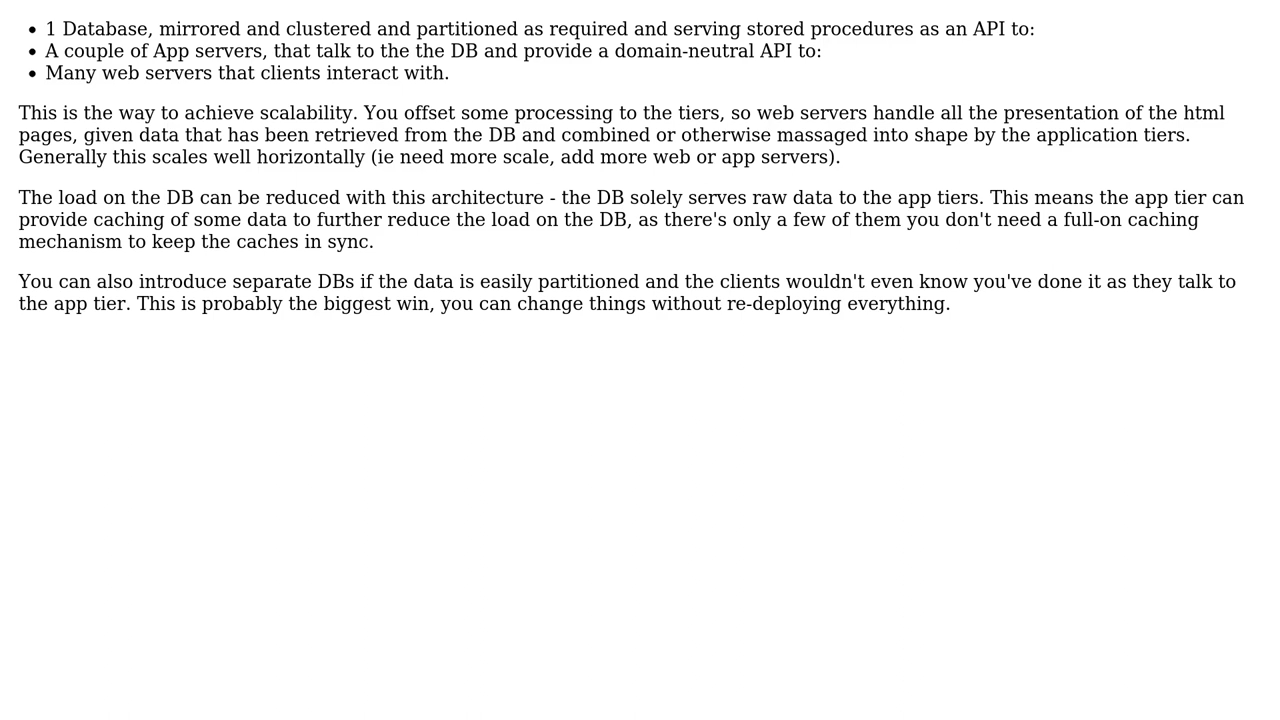 • 1 Database, mirrored and clustered and partitioned as required and serving stored procedures as an API to:
• A couple of App servers, that talk to the the DB and provide a domain-neutral API to:
• Many web servers that clients interact with.
This is the way to achieve scalability. You offset some processing to the tiers, so web servers handle all the presentation of the html
pages, given data that has been retrieved from the DB and combined or otherwise massaged into shape by the application tiers.
Generally this scales well horizontally (ie need more scale, add more web or app servers).
The load on the DB can be reduced with this architecture - the DB solely serves raw data to the app tiers. This means the app tier can
provide caching of some data to further reduce the load on the DB, as there's only a few of them you don't need a full-on caching
mechanism to keep the caches in sync.
You can also introduce separate DBs if the data is easily partitioned and the clients wouldn't even know you've done it as they talk to
the app tier. This is probably the biggest win, you can change things without re-deploying everything.